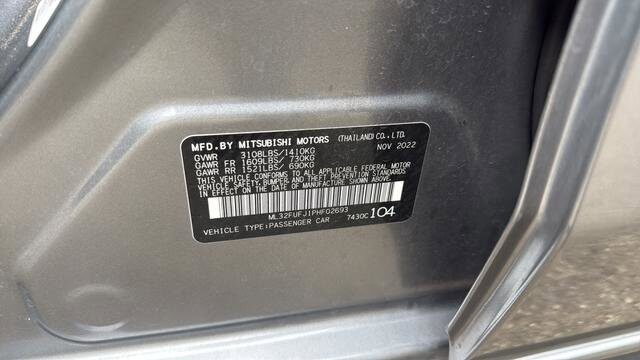 MFD.BY MITSUBISHI MOTORS (THAILAND) CO., LTD.
GVWR 3108LBS/1410KG NOV 2022
GAWR FR 1609LBS/ 730KG
GAWR RR 1521LBS/ 690KG
THIS VEHICLE CONFORMS TO ALL APPLICABLE FEDERAL MOTOR
VEHICLE SAFETY, BUMPER, AND THEFT PREVENTION STANDARDS
IN EFFECT ON THE DATE OF MANUFACTURE SHOWN ABOVE.
ML32FUFJ1PHF02693
7430C 104
VEHICLE TYPE:PASSENGER CAR